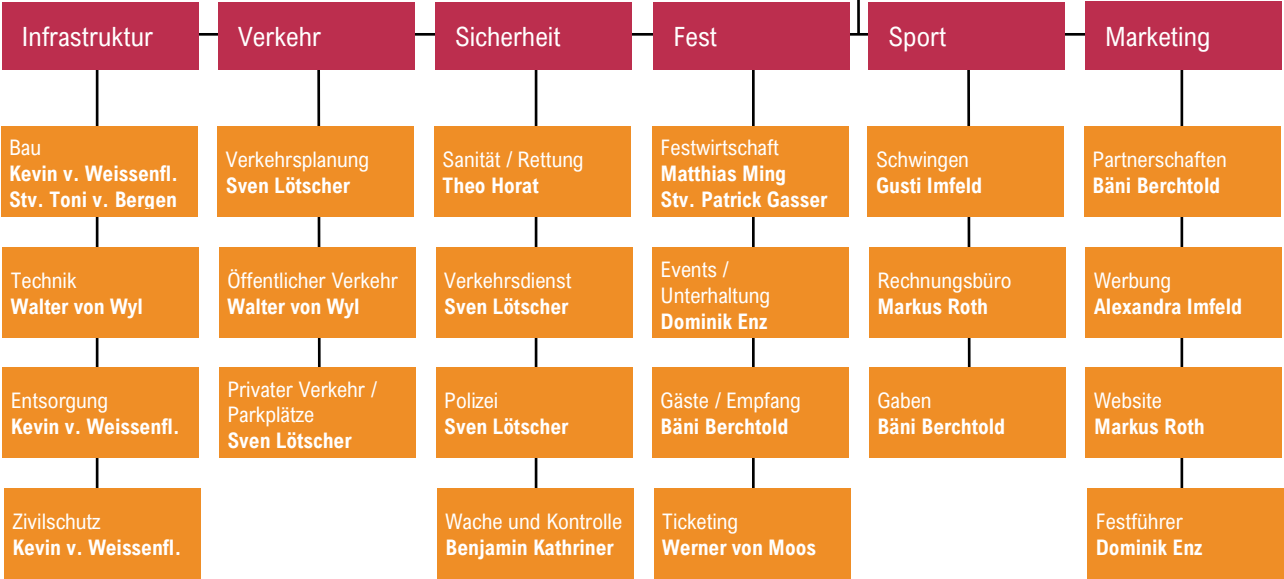 Infrastruktur
Verkehr
Sicherheit
Fest
Sport
Marketing
Bau
Kevin v. Weissenfl.
Stv. Toni v. Bergen
Verkehrsplanung
Sven Lötscher
Sanität / Rettung
Theo Horat
Festwirtschaft
Matthias Ming
Stv. Patrick Gasser
Schwingen
Gusti Imfeld
Partnerschaften
Bäni Berchtold
Technik
Walter von Wyl
Öffentlicher Verkehr
Walter von Wyl
Verkehrsdienst
Sven Lötscher
Events /
Unterhaltung
Dominik Enz
Rechnungsbüro
Markus Roth
Werbung
Alexandra Imfeld
Entsorgung
Kevin v. Weissenfl.
Privater Verkehr /
Parkplätze
Sven Lötscher
Polizei
Sven Lötscher
Gäste / Empfang
Bäni Berchtold
Gaben
Bäni Berchtold
Website
Markus Roth
Zivilschutz
Kevin v. Weissenfl.
Wache und Kontrolle
Benjamin Kathriner
Ticketing
Werner von Moos
Festführer
Dominik Enz